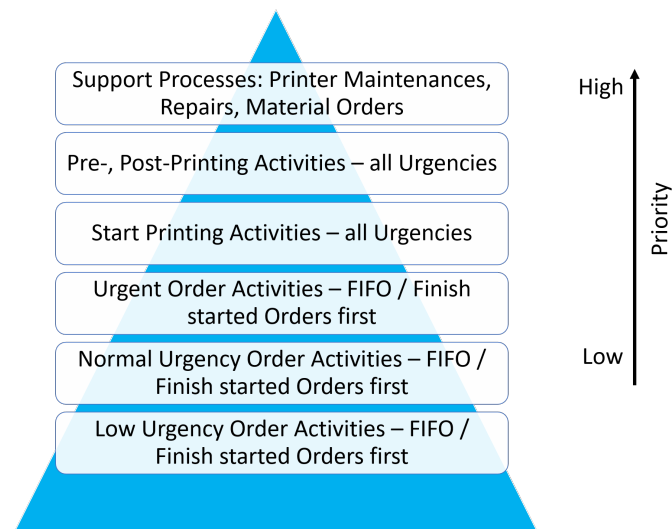 Support Processes: Printer Maintenances,
Repairs, Material Orders
High
Pre-, Post-Printing Activities – all Urgencies
Priority
Start Printing Activities – all Urgencies
Urgent Order Activities – FIFO / Finish
started Orders first
Normal Urgency Order Activities – FIFO /
Finish started Orders first
Low
Low Urgency Order Activities – FIFO /
Finish started Orders first